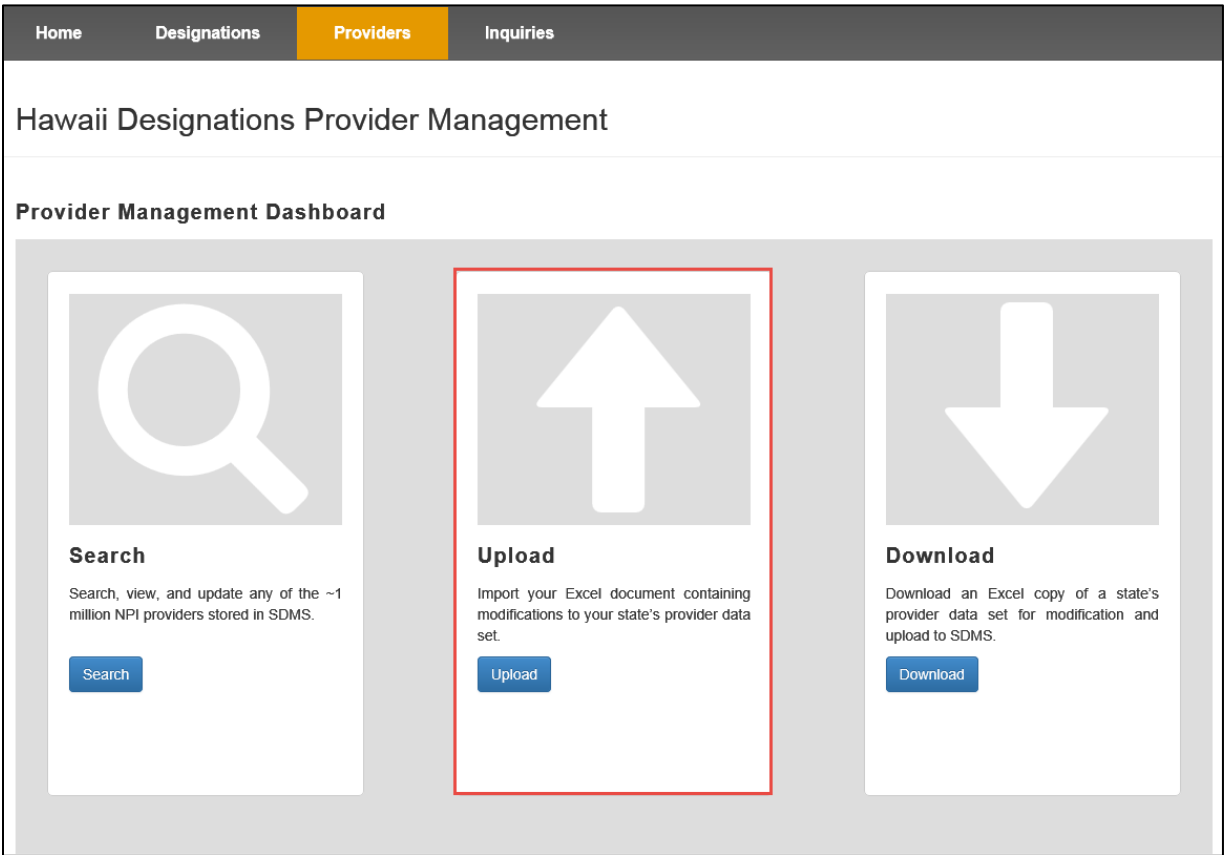 Home Designations Providers Inquiries
Hawaii Designations Provider Management
Provider Management Dashboard
Search
Search, view, and update any of the ~1
million NPI providers stored in SDMS.
Search
Upload
Import your Excel document containing
modifications to your state's provider data
set.
Upload
Download
Download an Excel copy of a state's
provider data set for modification and
upload to SDMS.
Download